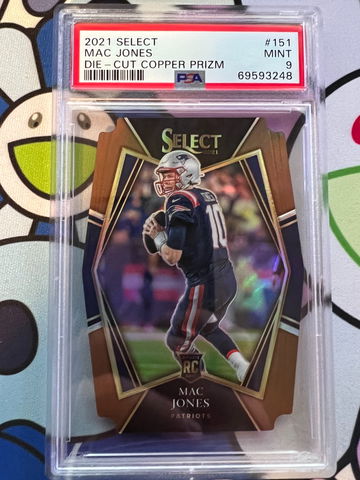 2021 SELECT #151
MAC JONES MINT
DIE-CUT COPPER PRIZM 9
PSA 69593248
SELECT
2021
10
RC
MAC
JONES
PATRIOTS